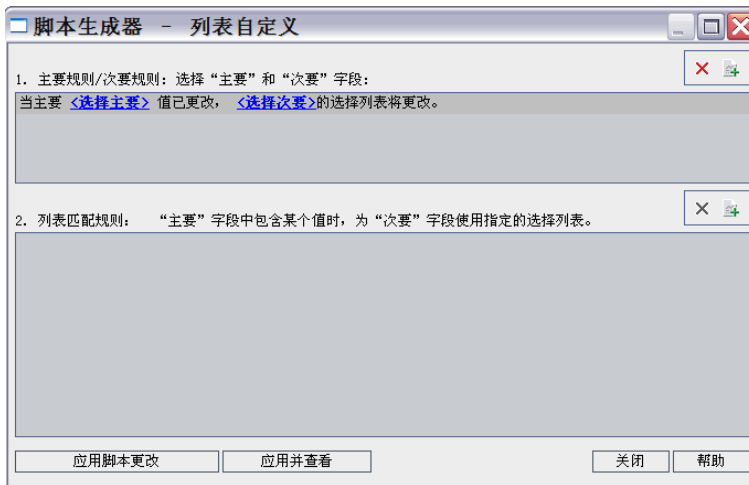 脚本生成器 - 列表自定义
1. 主要规则/次要规则：选择“主要”和“次要”字段：
当主要 <选择主要> 值已更改， <选择次要>的选择列表将更改。
2. 列表匹配规则： “主要”字段中包含某个值时，为“次要”字段使用指定的选择列表。
应用脚本更改 应用并查看 关闭 帮助